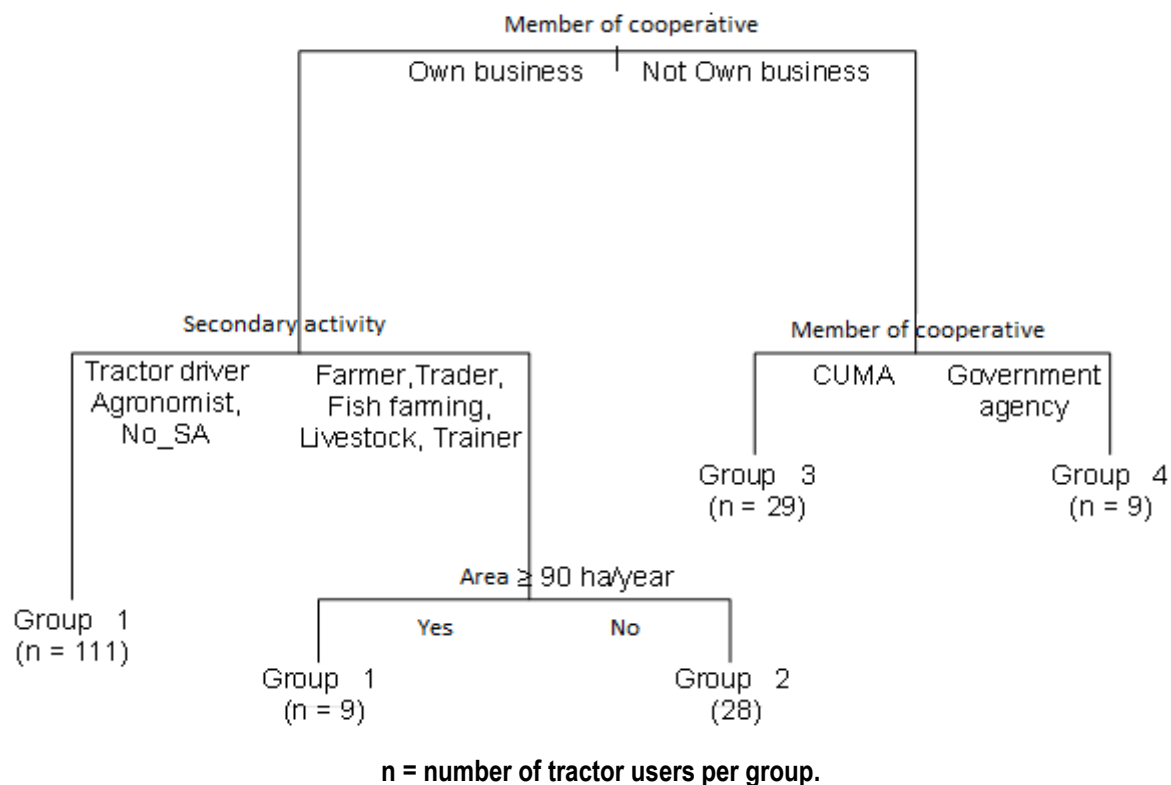 Member of cooperative
Own business
Not Own business
Secondary activity
Tractor driver
Agronomist,
No_SA
Farmer,Trader,
Fish farming,
Livestock, Trainer
Member of cooperative
CUMA
Government
agency
Group 3
(n = 29)
Group 4
(n = 9)
Area ≥ 90 ha/year
Yes
No
Group 1
(n = 111)
Group 1
(n = 9)
Group 2
(28)
n = number of tractor users per group.